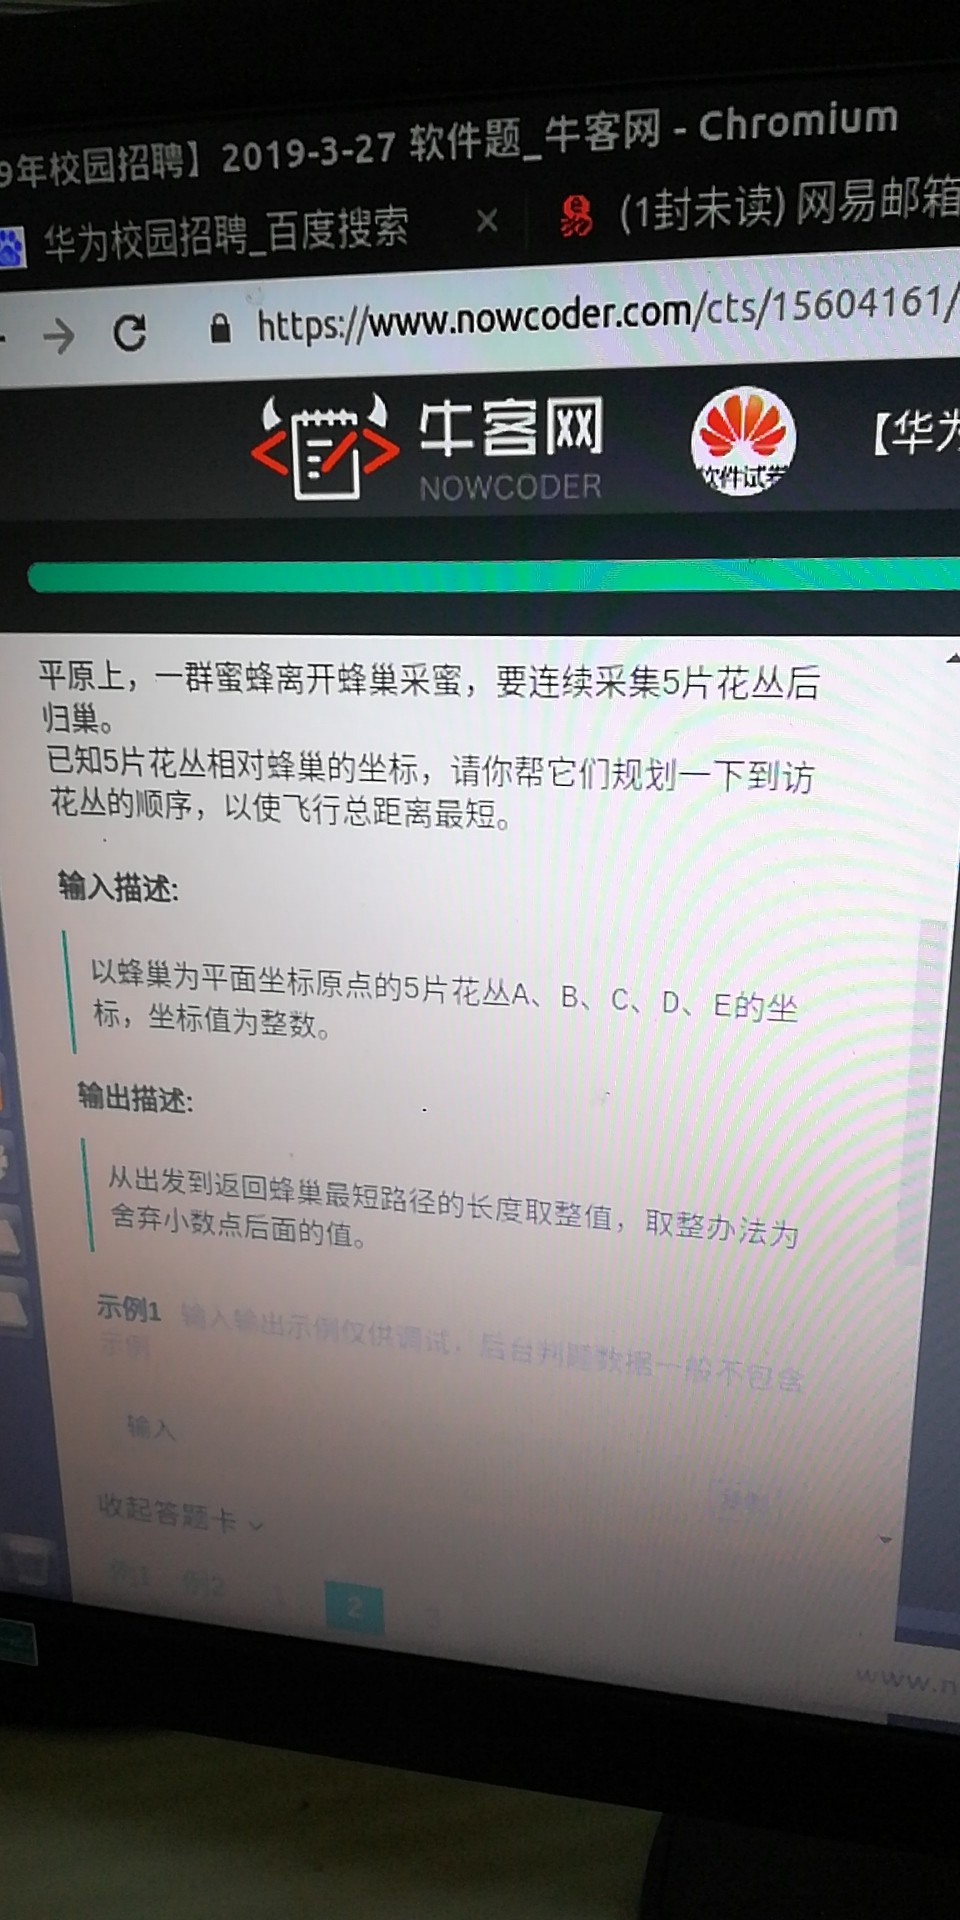 9年校园招聘】2019-3-27 软件题_牛客网 - Chromium
华为校园招聘_百度搜索
(1封未读) 网易邮箱
https://www.nowcoder.com/cts/15604161/
牛客网
NOWCODER
软件试卷
【华为
平原上，一群蜜蜂离开蜂巢采蜜，要连续采集5片花丛后
归巢。
已知5片花丛相对蜂巢的坐标，请你帮它们规划一下到访
花丛的顺序，以使飞行总距离最短。
输入描述:
以蜂巢为平面坐标原点的5片花丛A、B、C、D、E的坐
标，坐标值为整数。
输出描述:
从出发到返回蜂巢最短路径的长度取整值，取整办法为
舍弃小数点后面的值。
示例1 输入输出示例仅供调试，后台判题数据一般不包含
示例
输入
收起答题卡
例1 例2 1 2 3
www.n